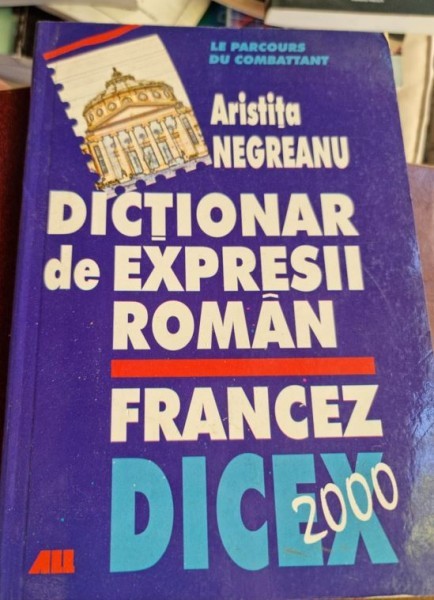 LE PARCOURS
DU COMBATTANT
Aristița
NEGREANU
DICȚIONAR
de EXPRESII
ROMÂN
FRANCEZ
DICEX
2000
ALL